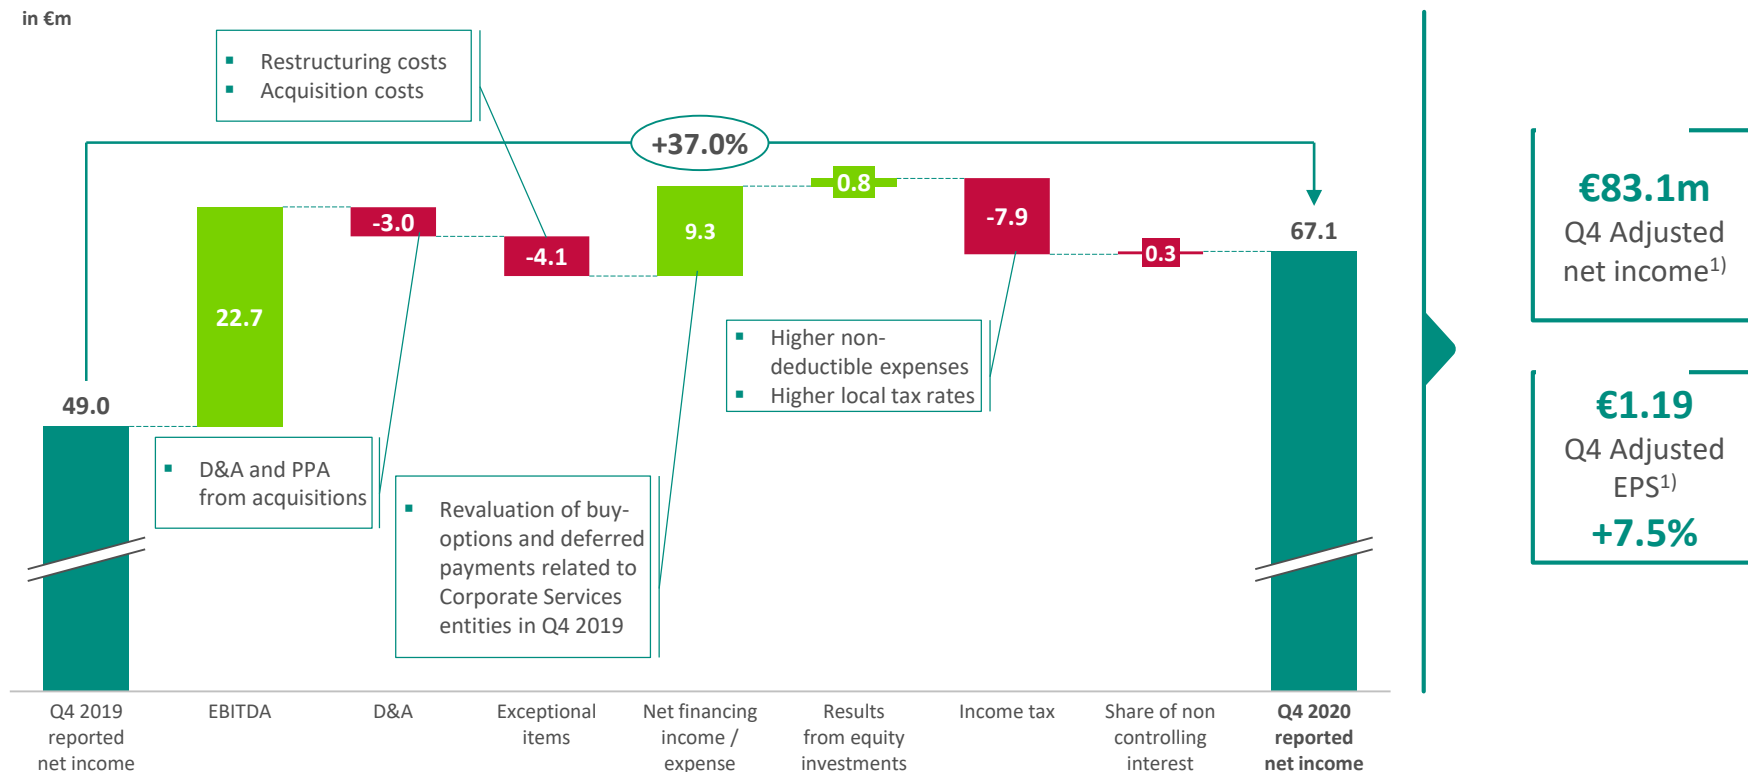 in €m
Restructuring costs
Acquisition costs
+37.0%
49.0
22.7
-3.0
-4.1
9.3
0.8
-7.9
0.3
67.1
D&A and PPA
from acquisitions
Revaluation of buy-
options and deferred
payments related to
Corporate Services
entities in Q4 2019
Higher non-
deductible expenses
Higher local tax rates
Q4 2019
reported
net income
EBITDA
D&A
Exceptional
items
Net financing
income /
expense
Results
from equity
investments
Income tax
Share of non
controlling
interest
Q4 2020
reported
net income
€83.1m
Q4 Adjusted
net income1)
€1.19
Q4 Adjusted
EPS1)
+7.5%